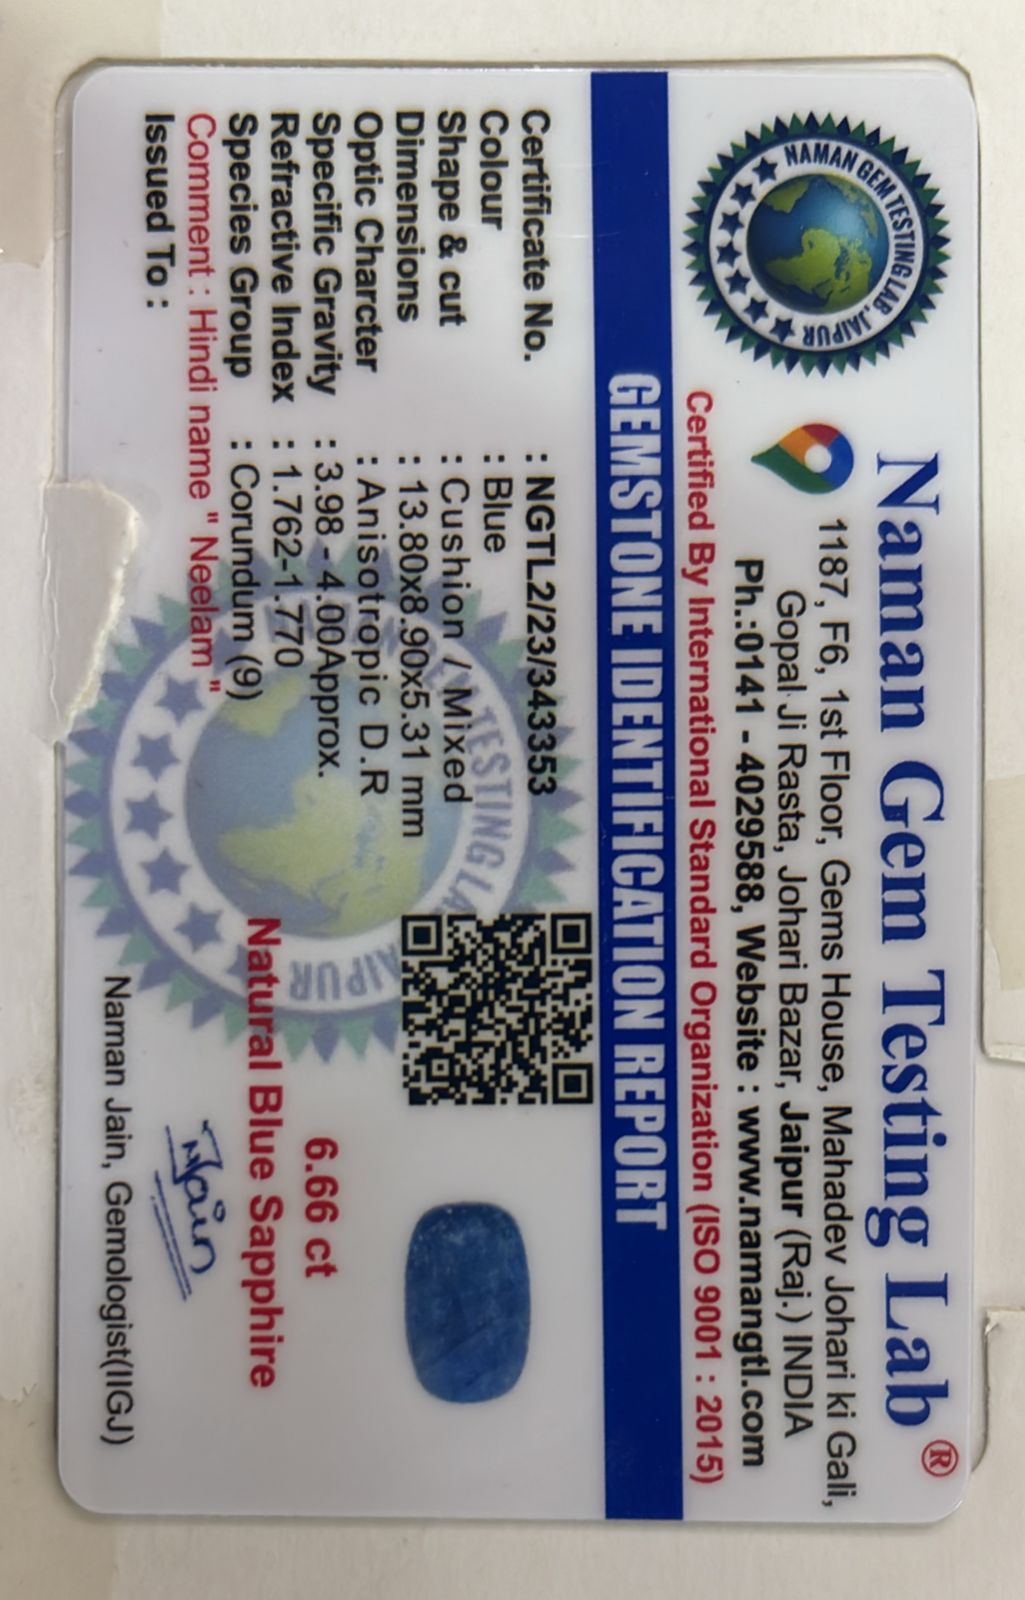 Naman Gem Testing Lab ®
NAMAN GEM TESTING LAB, JAIPUR
1187, F6, 1st Floor, Gems House, Mahadev Johari ki Gali,
Gopal Ji Rasta, Johari Bazar, Jaipur (Raj.) INDIA
Ph.:0141 - 4029588, Website : www.namangtl.com
Certified By International Standard Organization (ISO 9001 : 2015)
GEMSTONE IDENTIFICATION REPORT
Certificate No. : NGTL2/23/343353
Colour : Blue
Shape & cut : Cushion / Mixed
Dimensions : 13.80x8.90x5.31 mm
Optic Charcter : Anisotropic D.R
Specific Gravity : 3.98 - 4.00Approx.
Refractive Index : 1.762-1.770
Species Group : Corundum (9)
Comment : Hindi name " Neelam "
Issued To :
6.66 ct
Natural Blue Sapphire
NJain
Naman Jain, Gemologist(IIGJ)
TESTING LAB, JAIPUR